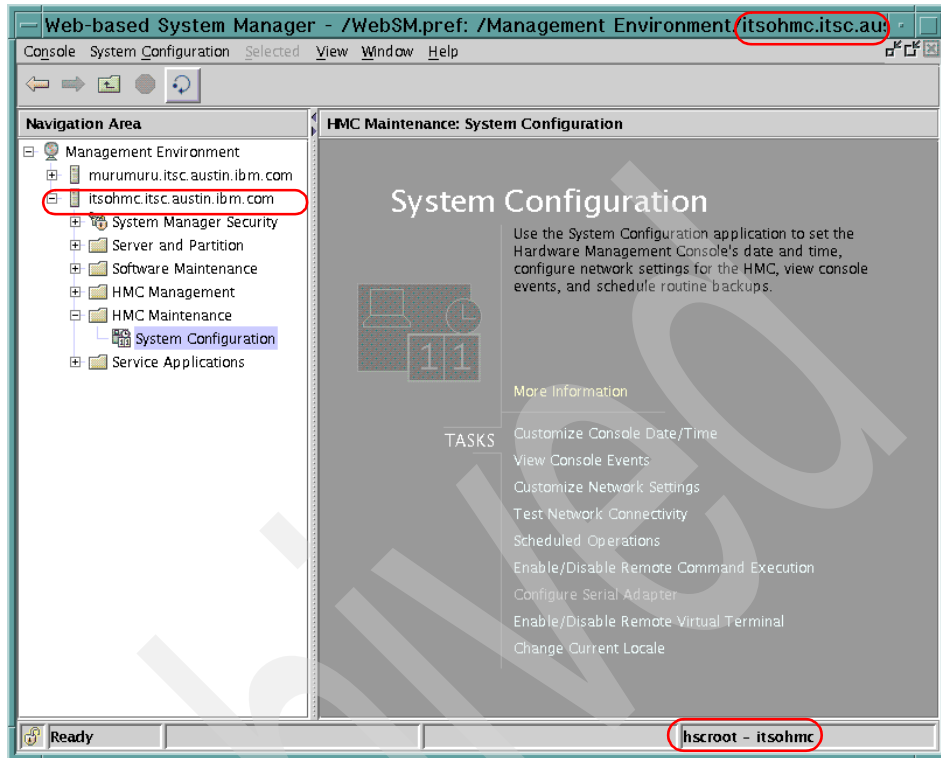 Web-based System Manager - /WebSM.pref: /Management Environment/itsohmc.itsc.aus
Console System Configuration Selected View Window Help
Navigation Area
HMC Maintenance: System Configuration
Management Environment
murumuru.itsc.austin.ibm.com
itsohmc.itsc.austin.ibm.com
System Manager Security
Server and Partition
Software Maintenance
HMC Management
HMC Maintenance
System Configuration
Service Applications
System Configuration
Use the System Configuration application to set the
Hardware Management Console's date and time,
configure network settings for the HMC, view console
events, and schedule routine backups.
11
More Information
TASKS
Customize Console Date/Time
View Console Events
Customize Network Settings
Test Network Connectivity
Scheduled Operations
Enable/Disable Remote Command Execution
Configure Serial Adapter
Enable/Disable Remote Virtual Terminal
Change Current Locale
Ready
hscroot - itsohmc